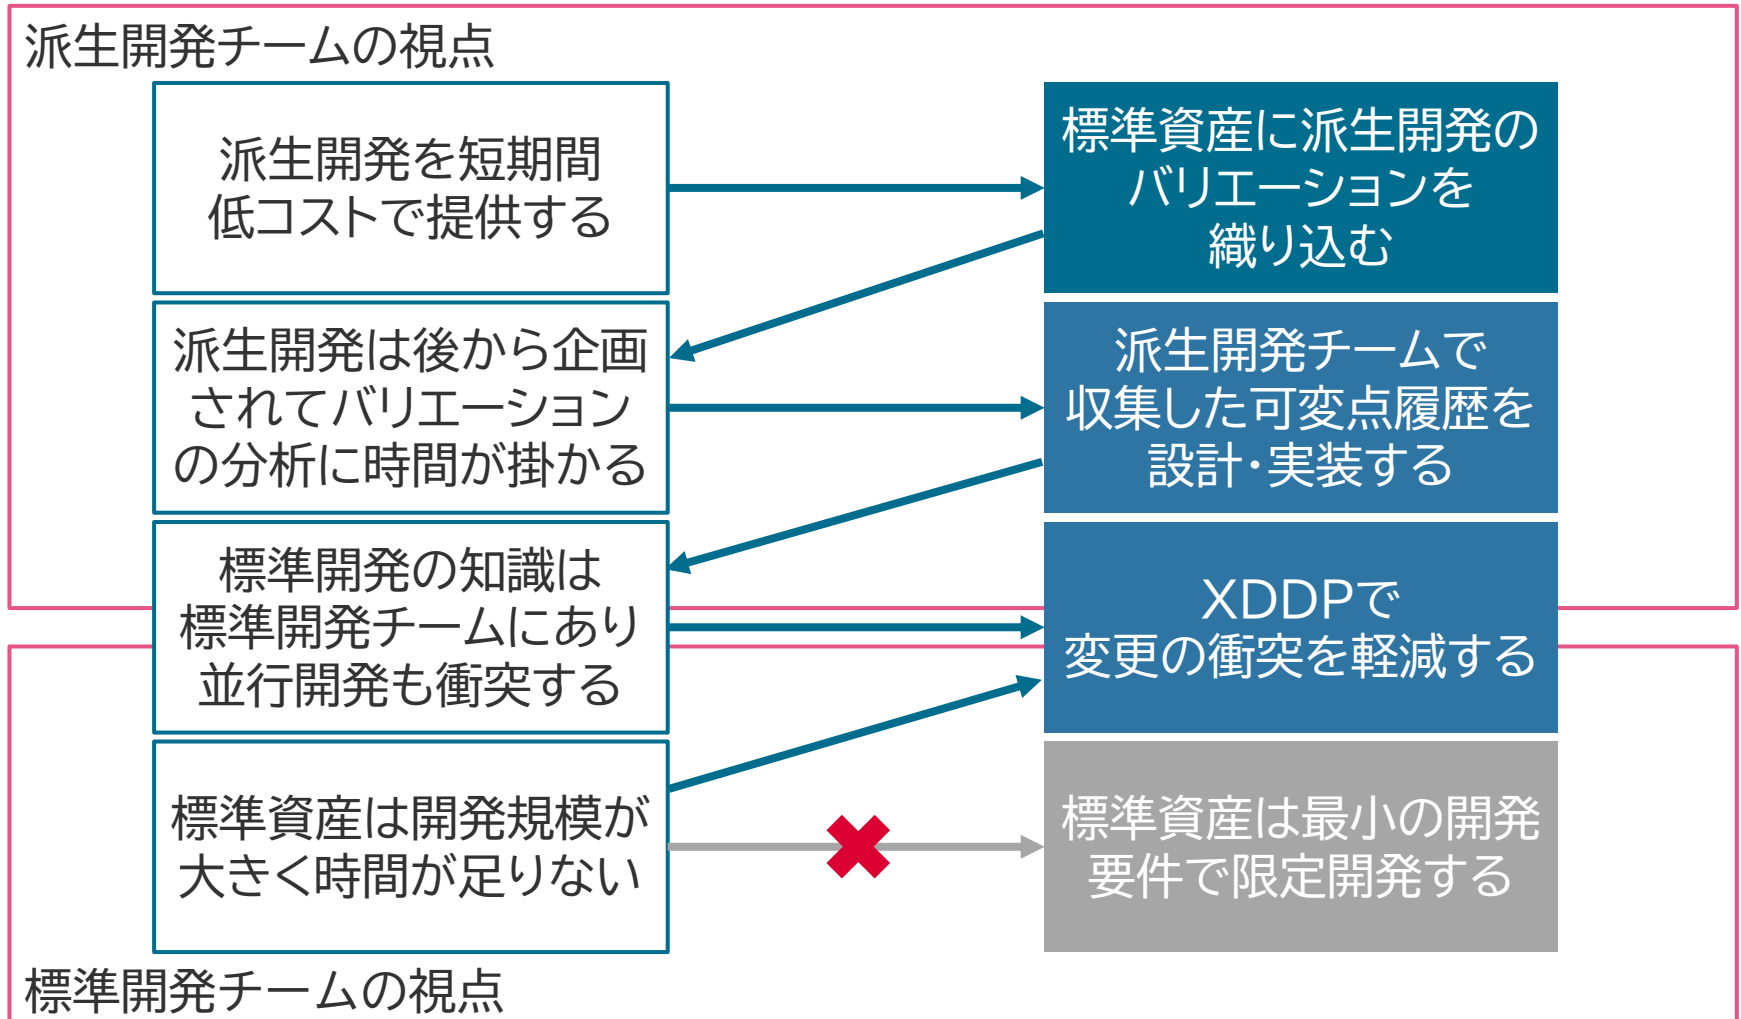 派生開発チームの視点
派生開発を短期間
低コストで提供する
標準資産に派生開発の
バリエーションを
織り込む
派生開発は後から企画
されてバリエーション
の分析に時間が掛かる
派生開発チームで
収集した可変点履歴を
設計・実装する
標準開発の知識は
標準開発チームにあり
並行開発も衝突する
XDDPで
変更の衝突を軽減する
標準資産は開発規模が
大きく時間が足りない
標準資産は最小の開発
要件で限定開発する
標準開発チームの視点